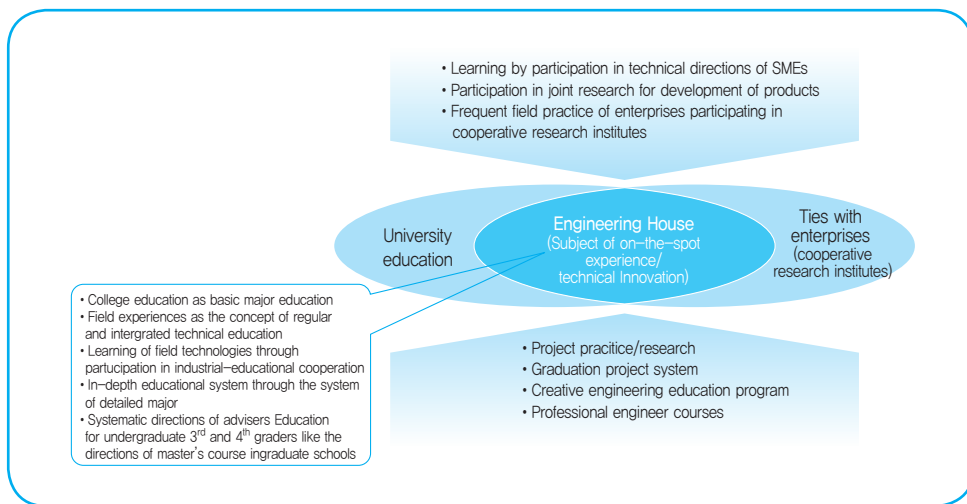 • Learning by participation in technical directions of SMEs
• Participation in joint research for development of products
• Frequent field practice of enterprises participating in
cooperative research institutes
University
education
Engineering House
(Subject of on-the-spot
experience/
technical Innovation)
Ties with
enterprises
(cooperative
research institutes)
• College education as basic major education
• Field experiences as the concept of regular
and intergrated technical education
• Learning of field technologies through
partucipation in industrial-educational cooperation
• In-depth educational system through the system
of detailed major
• Systematic directions of advisers Education
for undergraduate 3rd and 4th graders like the
directions of master's course ingraduate schools
• Project pracitice/research
• Graduation project system
• Creative engineering education program
• Professional engineer courses